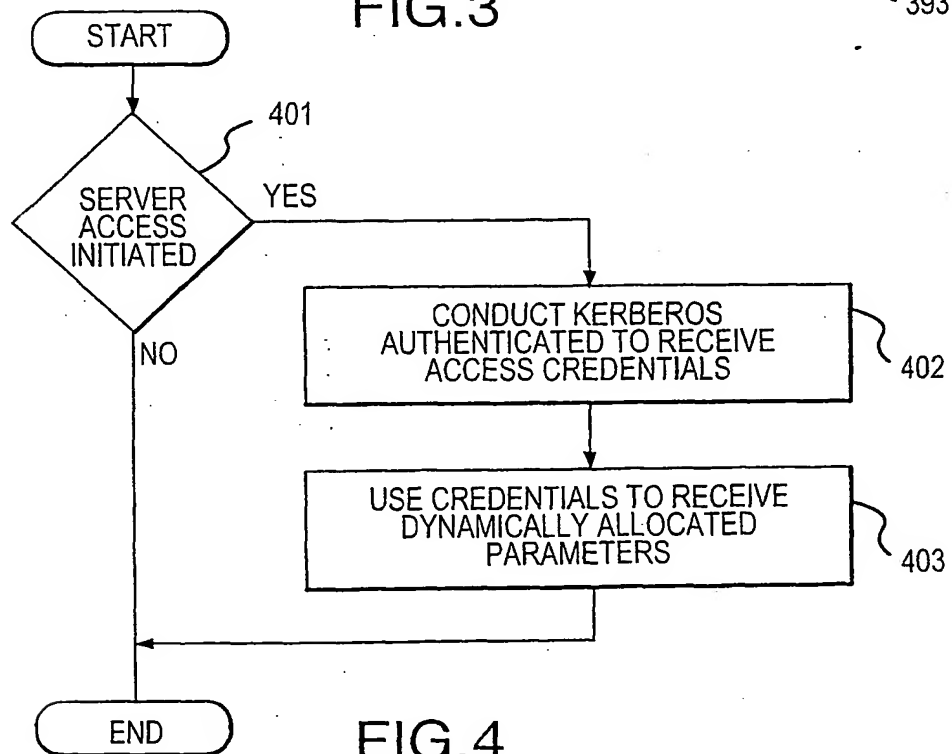 FIG.3
393
START
401
SERVER
ACCESS
INITIATED
YES
NO
CONDUCT KERBEROS
AUTHENTICATED TO RECEIVE
ACCESS CREDENTIALS
402
USE CREDENTIALS TO RECEIVE
DYNAMICALLY ALLOCATED
PARAMETERS
403
END
FIG.4